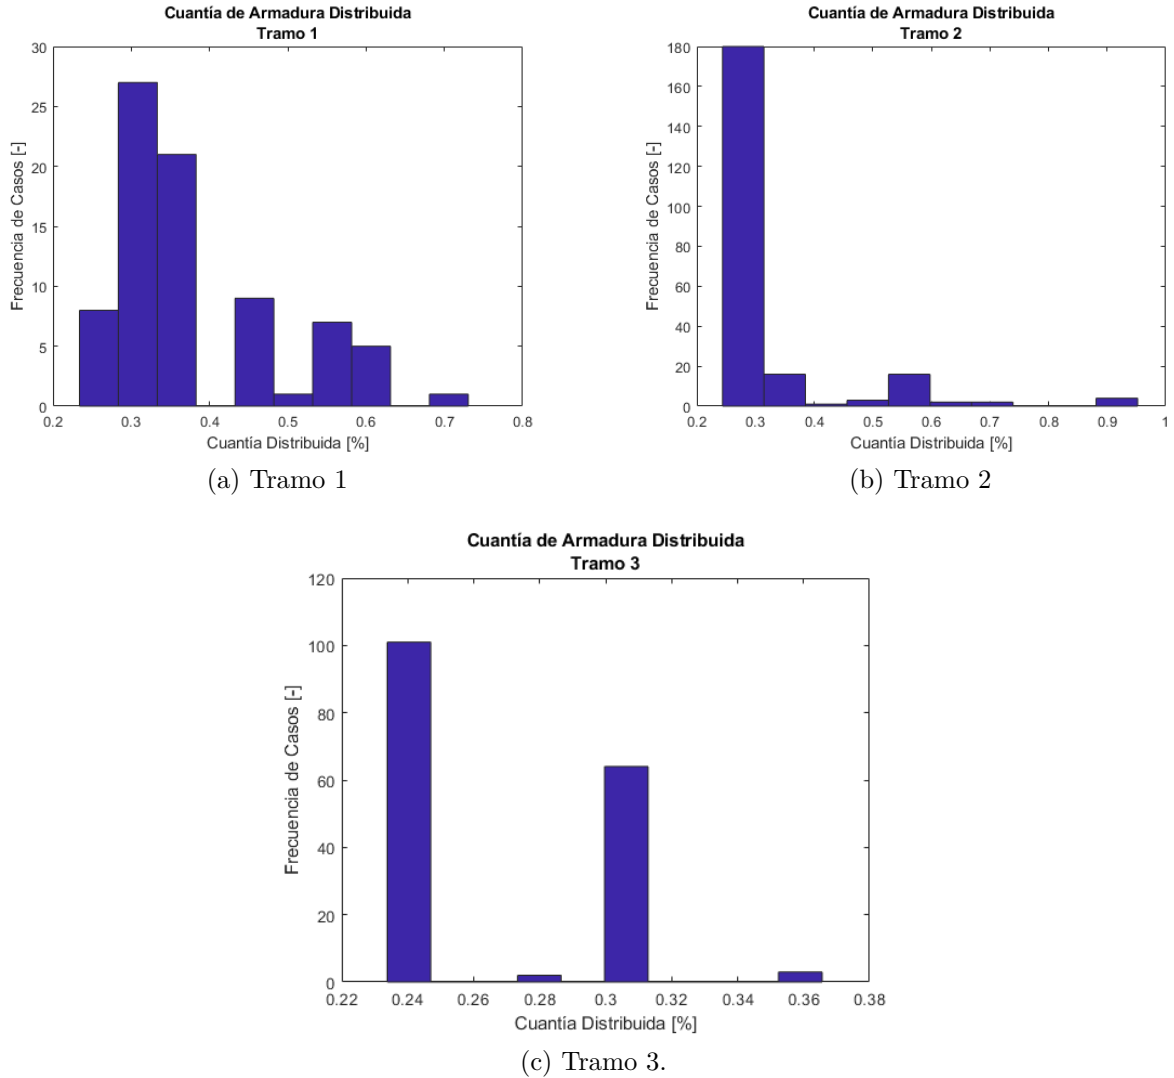 Cuantía de Armadura Distribuida
Tramo 1
30
25
20
15
10
5
0
Frecuencia de Casos [-]
0.2 0.3 0.4 0.5 0.6 0.7 0.8
Cuantía Distribuida [%]
(a) Tramo 1
Cuantía de Armadura Distribuida
Tramo 2
180
160
140
120
100
80
60
40
20
0
Frecuencia de Casos [-]
0.2 0.3 0.4 0.5 0.6 0.7 0.8 0.9 1
Cuantía Distribuida [%]
(b) Tramo 2
Cuantía de Armadura Distribuida
Tramo 3
120
100
80
60
40
20
0
Frecuencia de Casos [-]
0.22 0.24 0.26 0.28 0.3 0.32 0.34 0.36 0.38
Cuantía Distribuida [%]
(c) Tramo 3.